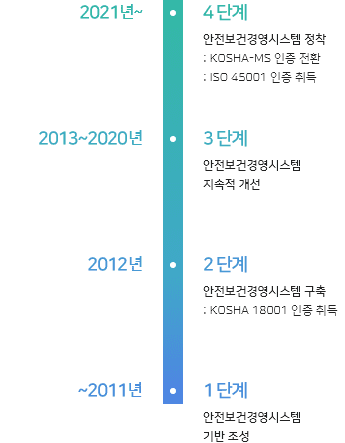 2021년~
4 단계
안전보건경영시스템 정착
: KOSHA-MS 인증 전환
: ISO 45001 인증 취득
2013~2020년
3 단계
안전보건경영시스템
지속적 개선
2012년
2 단계
안전보건경영시스템 구축
: KOSHA 18001 인증 취득
~2011년
1 단계
안전보건경영시스템
기반 조성